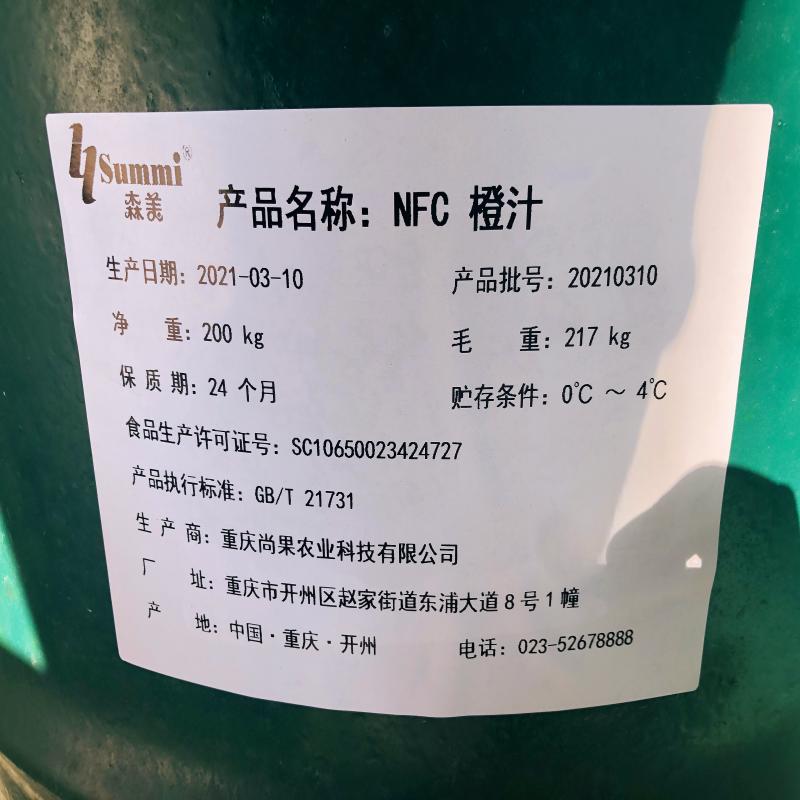 Summi®
森美
产品名称：NFC 橙汁
生产日期：2021-03-10 产品批号：20210310
净 重：200 kg 毛 重：217 kg
保 质 期：24 个月 贮存条件：0℃ ～ 4℃
食品生产许可证号：SC10650023424727
产品执行标准：GB/T 21731
生 产 商：重庆尚果农业科技有限公司
厂 址：重庆市开州区赵家街道东浦大道8号1幢
产 地：中国·重庆·开州 电话：023-52678888